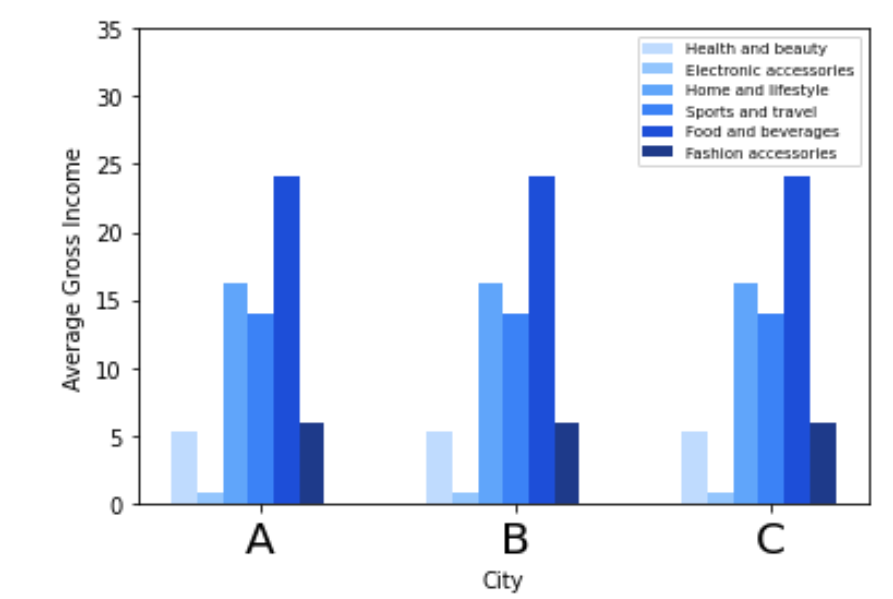 35
30
25
20
15
10
5
0
Average Gross Income
Health and beauty
Electronic accessories
Home and lifestyle
Sports and travel
Food and beverages
Fashion accessories
A B C
City